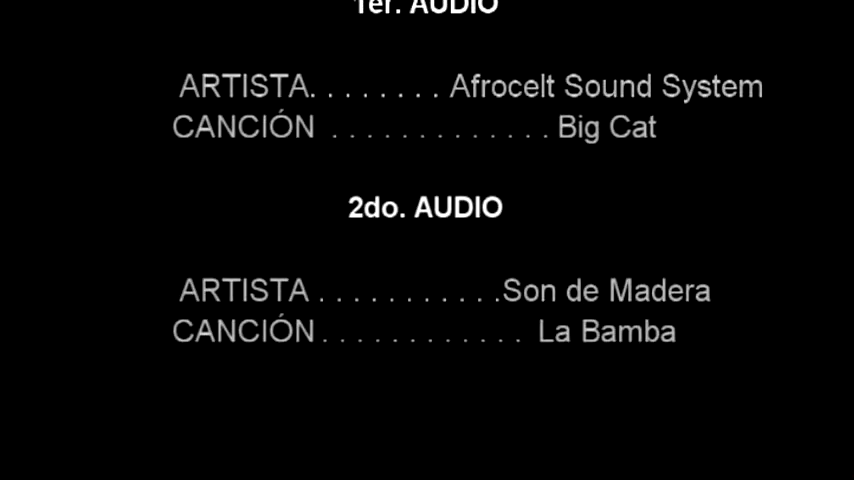 1er. AUDIO
ARTISTA. . . . . . . . Afrocelt Sound System
CANCIÓN . . . . . . . . . . . . . Big Cat
2do. AUDIO
ARTISTA . . . . . . . . . . .Son de Madera
CANCIÓN . . . . . . . . . . . . La Bamba